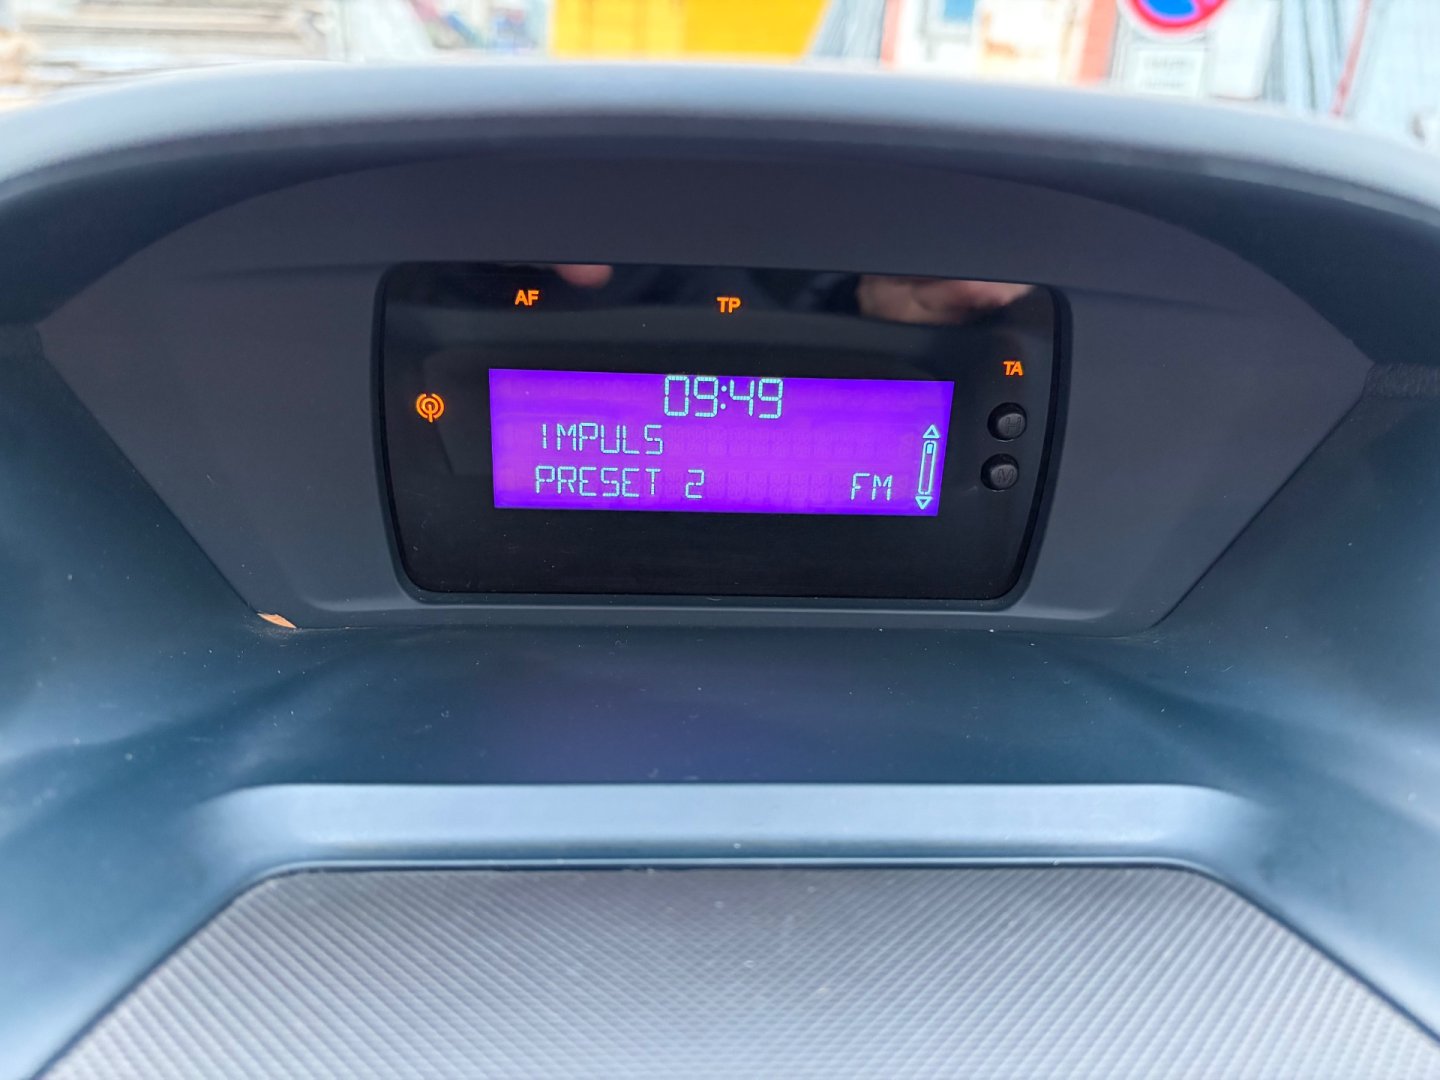 AF
TP
TA
09:49
IMPULS
PRESET 2 FM
H
M